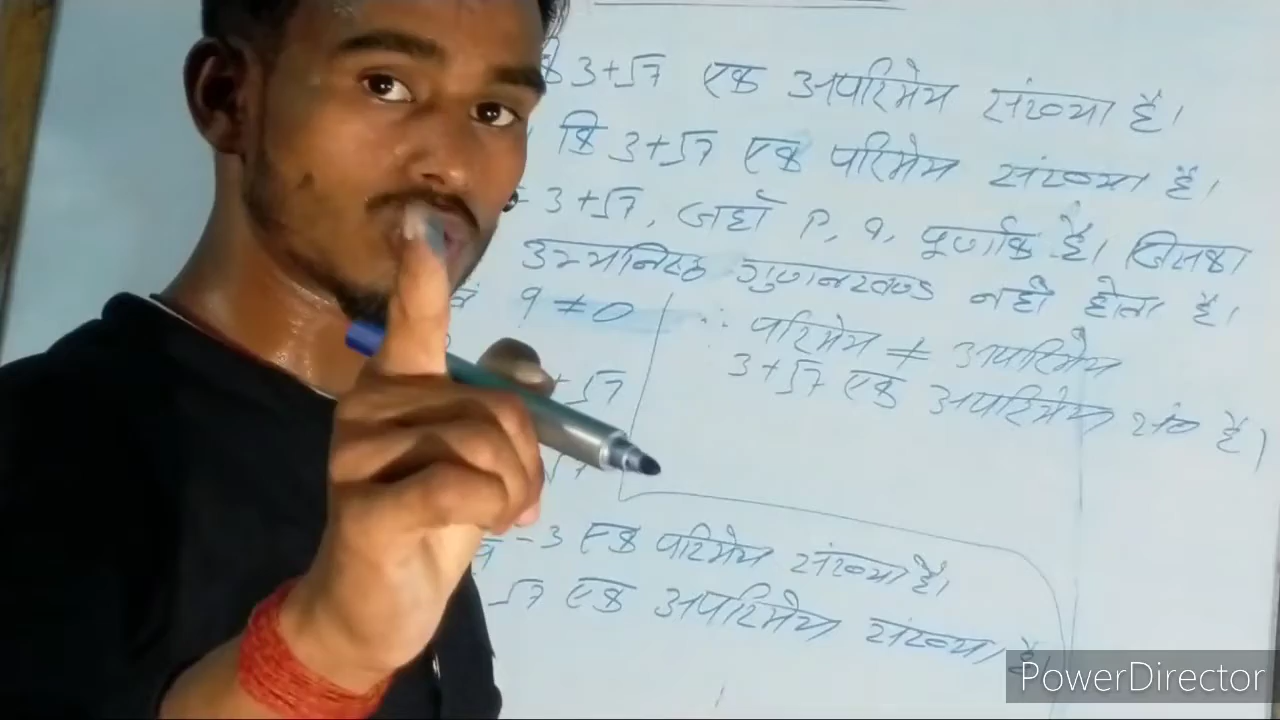 3+√7 एक अपरिमेय संख्या है।
कि 3+√7 एक परिमेय संख्या है।
= 3+√7, जहाँ P, q, पूर्णांक है। जिसका
उभयनिष्ठ गुणनखण्ड नहीं होता है।
q ≠ 0
∴ परिमेय ≠ अपरिमेय
+√7
3+√7 एक अपरिमेय सं० है।
-3 एक परिमेय संख्या है।
√7 एक अपरिमेय संख्या है।
PowerDirector